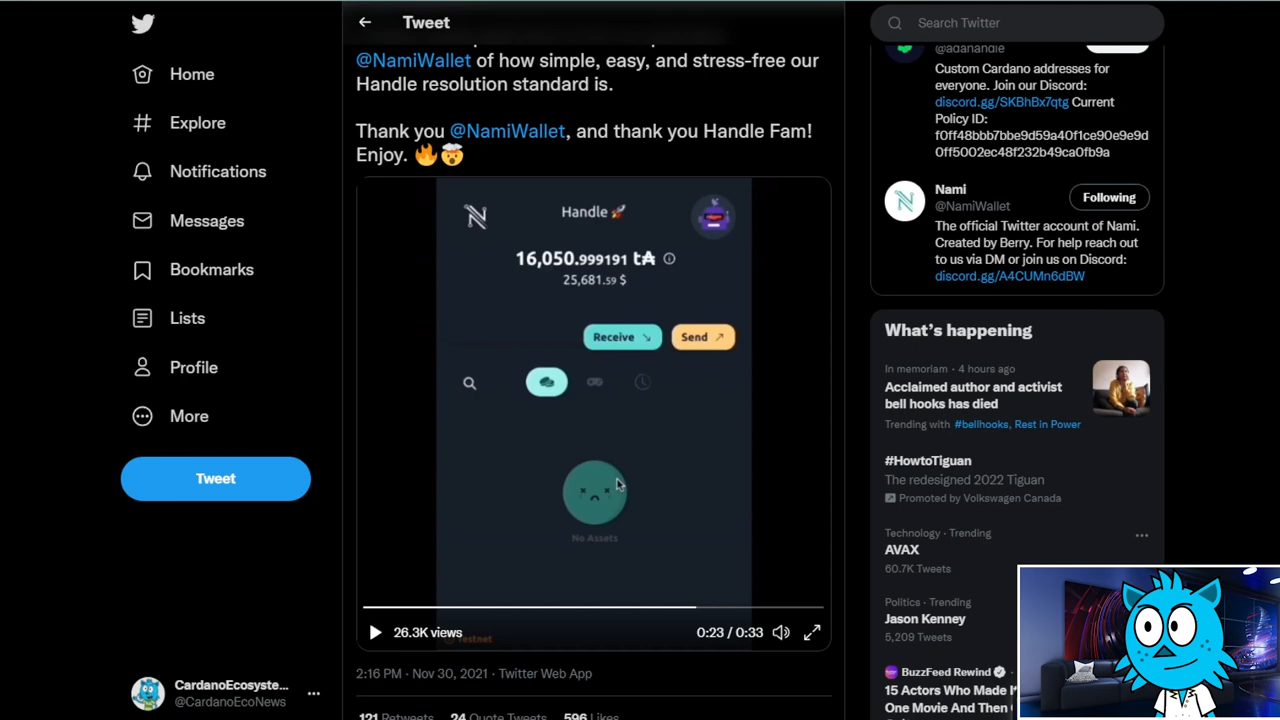 Home
Explore
Notifications
Messages
Bookmarks
Lists
Profile
More
Tweet
CardanoEcosyste...
@CardanoEcoNews
Tweet
@NamiWallet of how simple, easy, and stress-free our
Handle resolution standard is.
Thank you @NamiWallet, and thank you Handle Fam!
Enjoy. 🔥🤯
Handle 🚀
16,050.999191 t₳
25,681.59 $
Receive
Send
No Assets
Testnet
26.3K views
0:23 / 0:33
2:16 PM · Nov 30, 2021 · Twitter Web App
121 Retweets 24 Quote Tweets 596 Likes
Search Twitter
@adahandle
Custom Cardano addresses for
everyone. Join our Discord:
discord.gg/SKBhBx7qtg Current
Policy ID:
f0ff48bbb7bbe9d59a40f1ce90e9e9d
0ff5002ec48f232b49ca0fb9a
Nami
@NamiWallet
Following
The official Twitter account of Nami.
Created by Berry. For help reach out
to us via DM or join us on Discord:
discord.gg/A4CUMn6dBW
What's happening
In memoriam · 4 hours ago
Acclaimed author and activist
bell hooks has died
Trending with #bellhooks, Rest in Power
#HowtoTiguan
The redesigned 2022 Tiguan
Promoted by Volkswagen Canada
Technology · Trending
AVAX
60.7K Tweets
Politics · Trending
Jason Kenney
5,209 Tweets
BuzzFeed Rewind
15 Actors Who Made
One Movie And Then